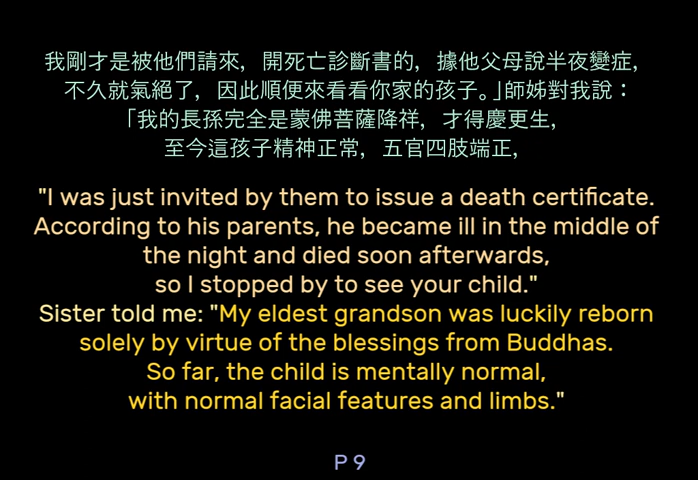 我剛才是被他們請來，開死亡診斷書的，據他父母說半夜變症，
不久就氣絕了，因此順便來看看你家的孩子。」師姊對我說：
「我的長孫完全是蒙佛菩薩降祥，才得慶更生，
至今這孩子精神正常，五官四肢端正，
"I was just invited by them to issue a death certificate.
According to his parents, he became ill in the middle of
the night and died soon afterwards,
so I stopped by to see your child."
Sister told me: "My eldest grandson was luckily reborn
solely by virtue of the blessings from Buddhas.
So far, the child is mentally normal,
with normal facial features and limbs."
P 9